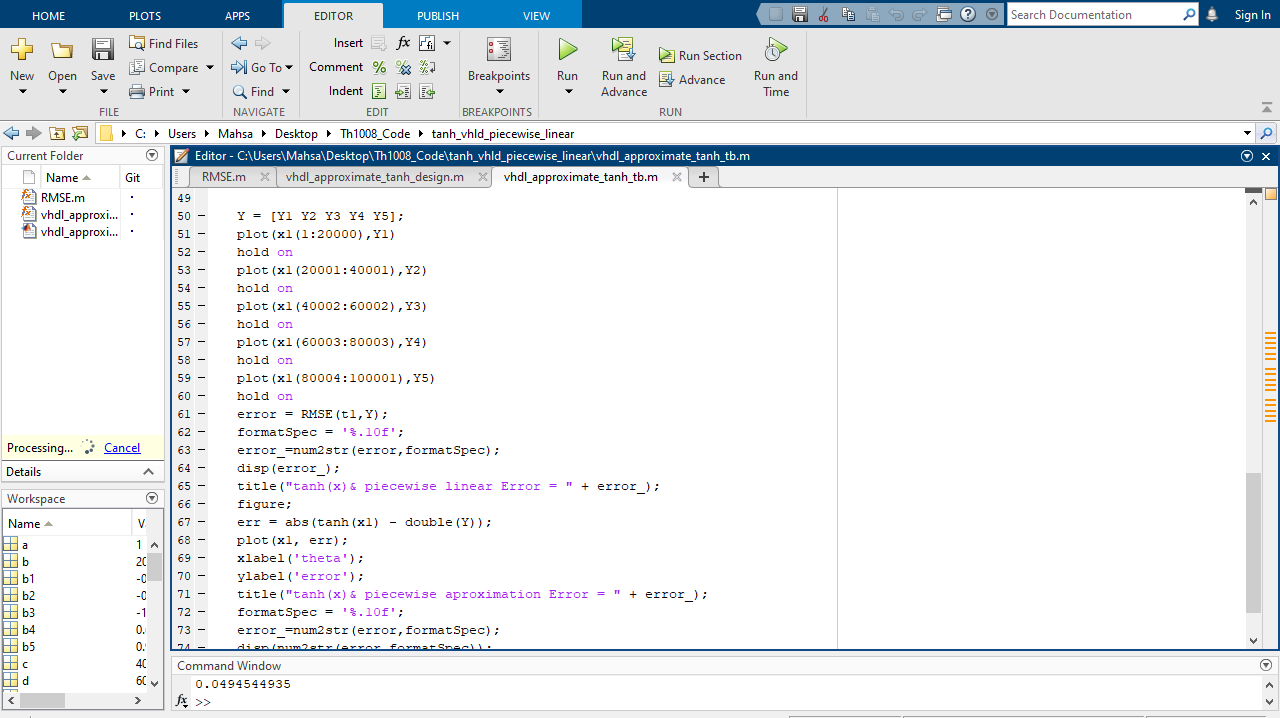 HOME PLOTS APPS EDITOR PUBLISH VIEW Search Documentation Sign In
New Open Save Find Files Compare Print
FILE
Go To Find
NAVIGATE
Insert fx fi
Comment % %
Indent
EDIT
Breakpoints
BREAKPOINTS
Run Run and Advance Run Section Advance Run and Time
RUN
C: Users Mahsa Desktop Th1008_Code tanh_vhld_piecewise_linear
Current Folder
Name Git
RMSE.m
vhdl_approxi...
vhdl_approxi...
Processing... Cancel
Details
Workspace
Name
a 1
b 20
b1 -0
b2 -0
b3 -1
b4 0.
b5 0.
c 40
d 60
Editor - C:\Users\Mahsa\Desktop\Th1008_Code\tanh_vhld_piecewise_linear\vhdl_approximate_tanh_tb.m
RMSE.m vhdl_approximate_tanh_design.m vhdl_approximate_tanh_tb.m +
49
50 – Y = [Y1 Y2 Y3 Y4 Y5];
51 – plot(x1(1:20000),Y1)
52 – hold on
53 – plot(x1(20001:40001),Y2)
54 – hold on
55 – plot(x1(40002:60002),Y3)
56 – hold on
57 – plot(x1(60003:80003),Y4)
58 – hold on
59 – plot(x1(80004:100001),Y5)
60 – hold on
61 – error = RMSE(t1,Y);
62 – formatSpec = '%.10f';
63 – error_=num2str(error,formatSpec);
64 – disp(error_);
65 – title("tanh(x)& piecewise linear Error = " + error_);
66 – figure;
67 – err = abs(tanh(x1) - double(Y));
68 – plot(x1, err);
69 – xlabel('theta');
70 – ylabel('error');
71 – title("tanh(x)& piecewise aproximation Error = " + error_);
72 – formatSpec = '%.10f';
73 – error_=num2str(error,formatSpec);
74 – disp(num2str(error,formatSpec));
Command Window
0.0494544935
fx >>